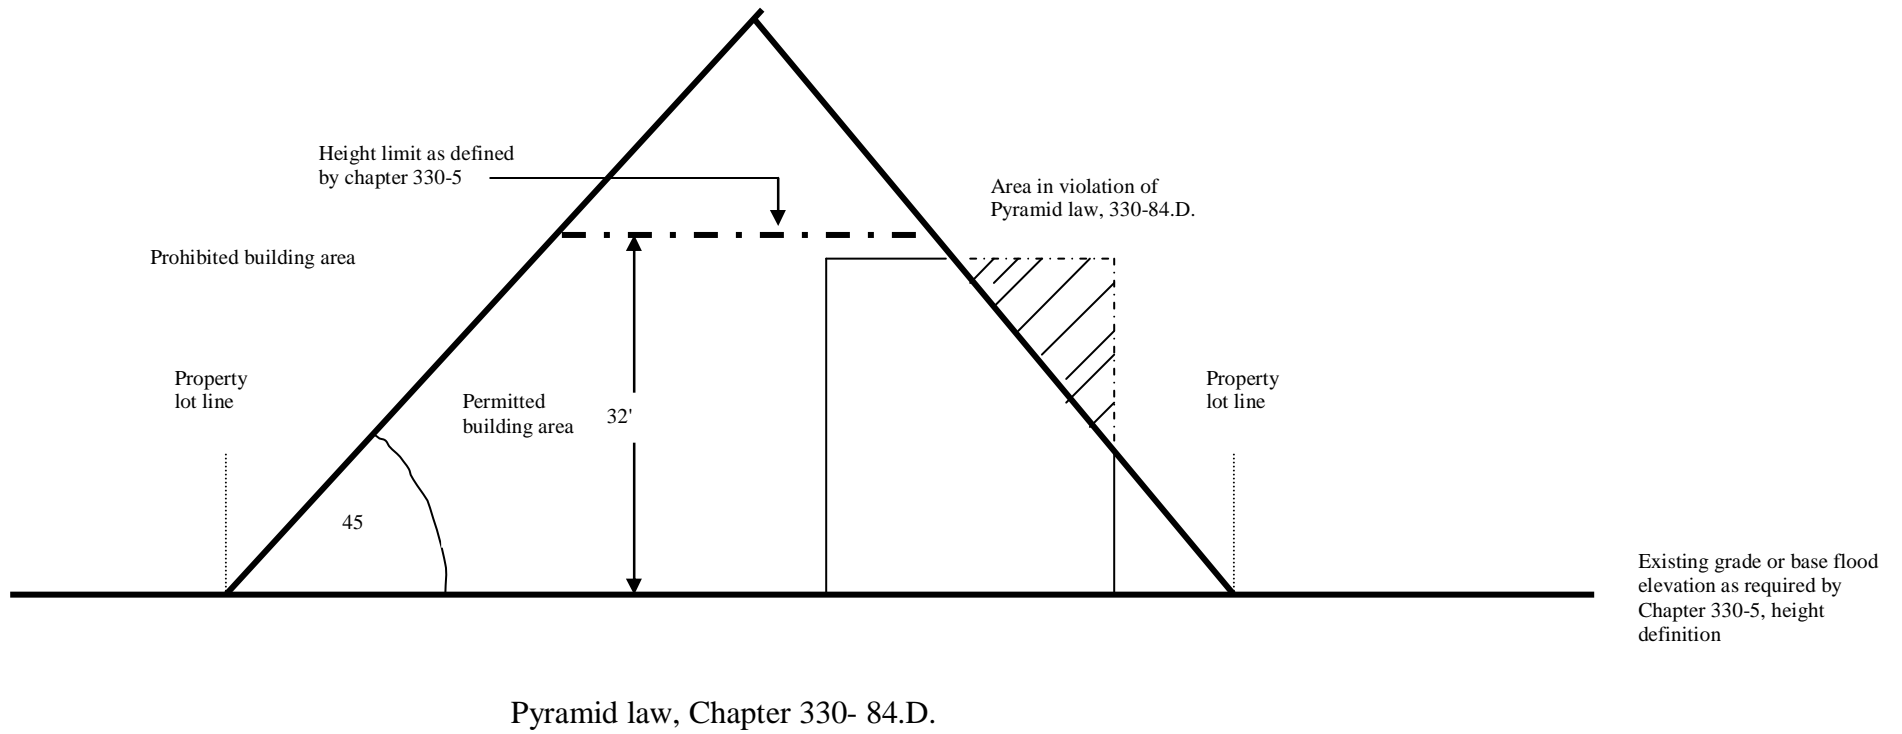 Height limit as defined
by chapter 330-5
Area in violation of
Pyramid law, 330-84.D.
Prohibited building area
Property
lot line
Permitted
building area
32'
Property
lot line
45
Existing grade or base flood
elevation as required by
Chapter 330-5, height
definition
Pyramid law, Chapter 330- 84.D.